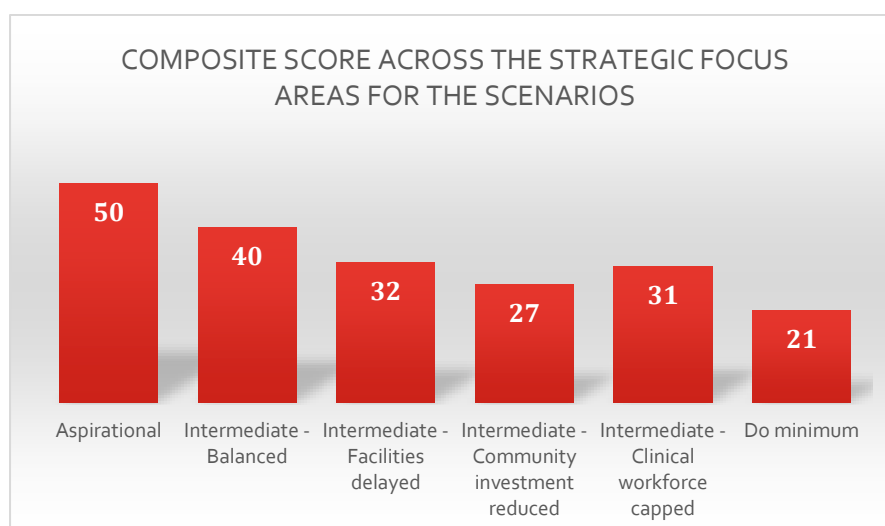 COMPOSITE SCORE ACROSS THE STRATEGIC FOCUS
AREAS FOR THE SCENARIOS
50
40
32
27
31
21
Aspirational
Intermediate -
Balanced
Intermediate -
Facilities
delayed
Intermediate -
Community
investment
reduced
Intermediate -
Clinical
workforce
capped
Do minimum